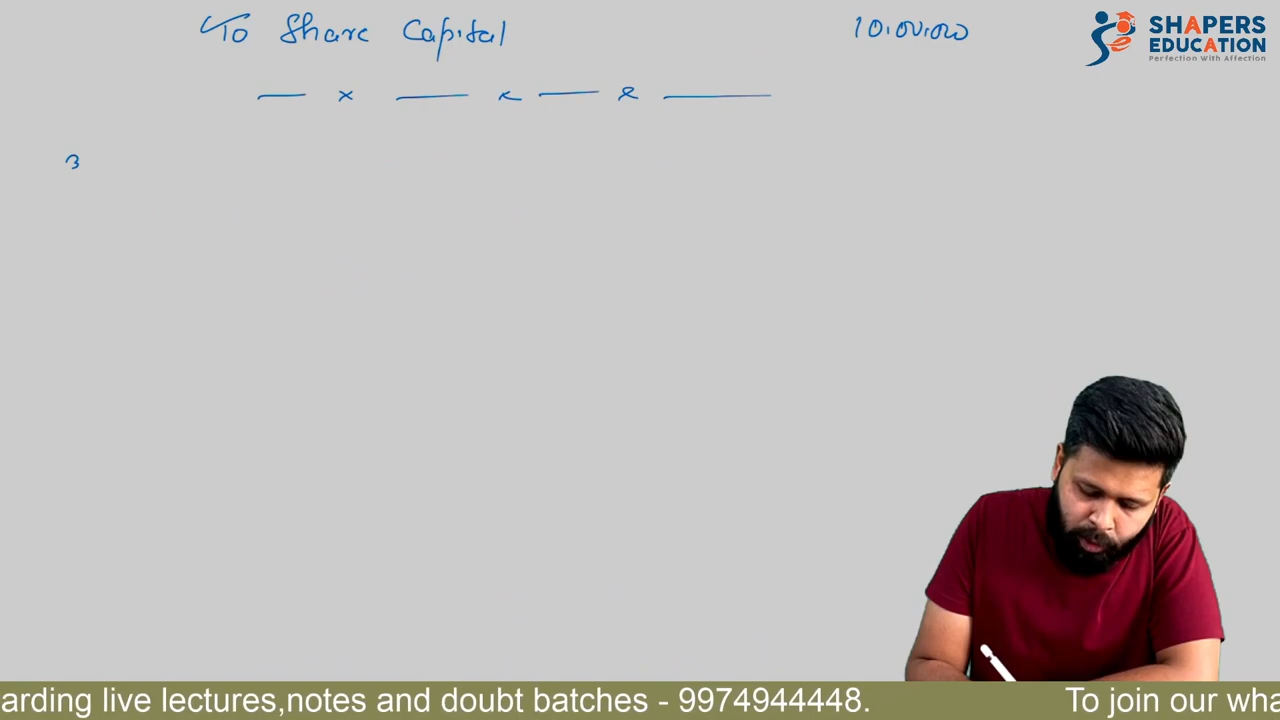 To Share Capital 10,00,000
SHAPERS
EDUCATION
Perfection With Affection
x x x
3
arding live lectures,notes and doubt batches - 9974944448. To join our wha